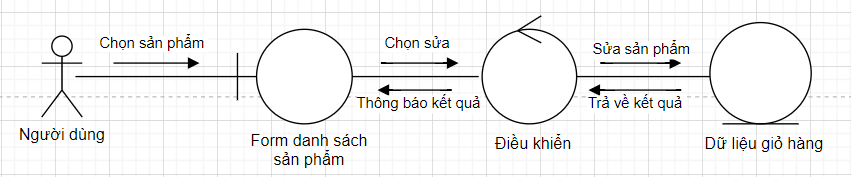 Chọn sản phẩm
Chọn sửa
Sửa sản phẩm
Thông báo kết quả
Trả về kết quả
Người dùng
Form danh sách
sản phẩm
Điều khiển
Dữ liệu giỏ hàng